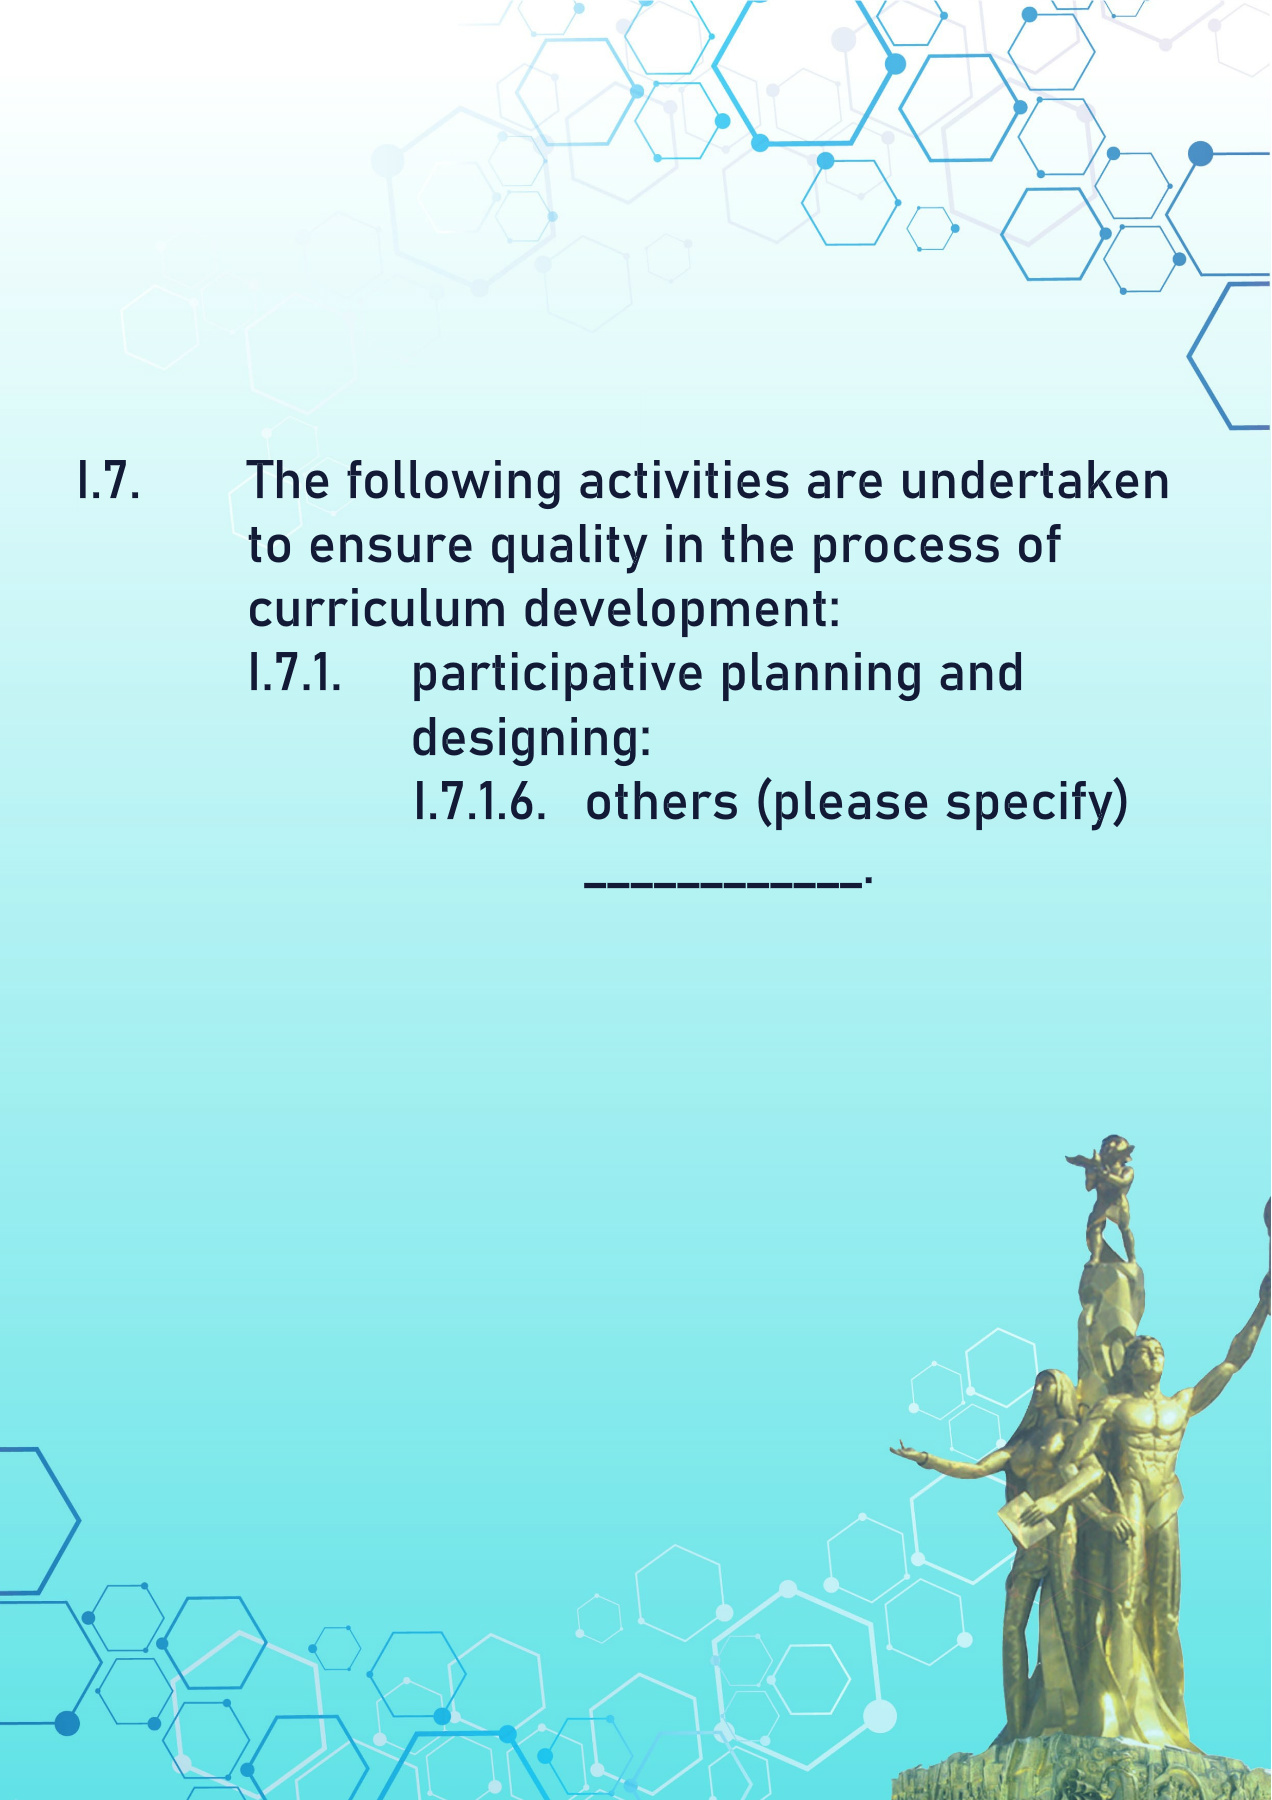 I.7. The following activities are undertaken
to ensure quality in the process of
curriculum development:
I.7.1. participative planning and
designing:
I.7.1.6. others (please specify)
____________.